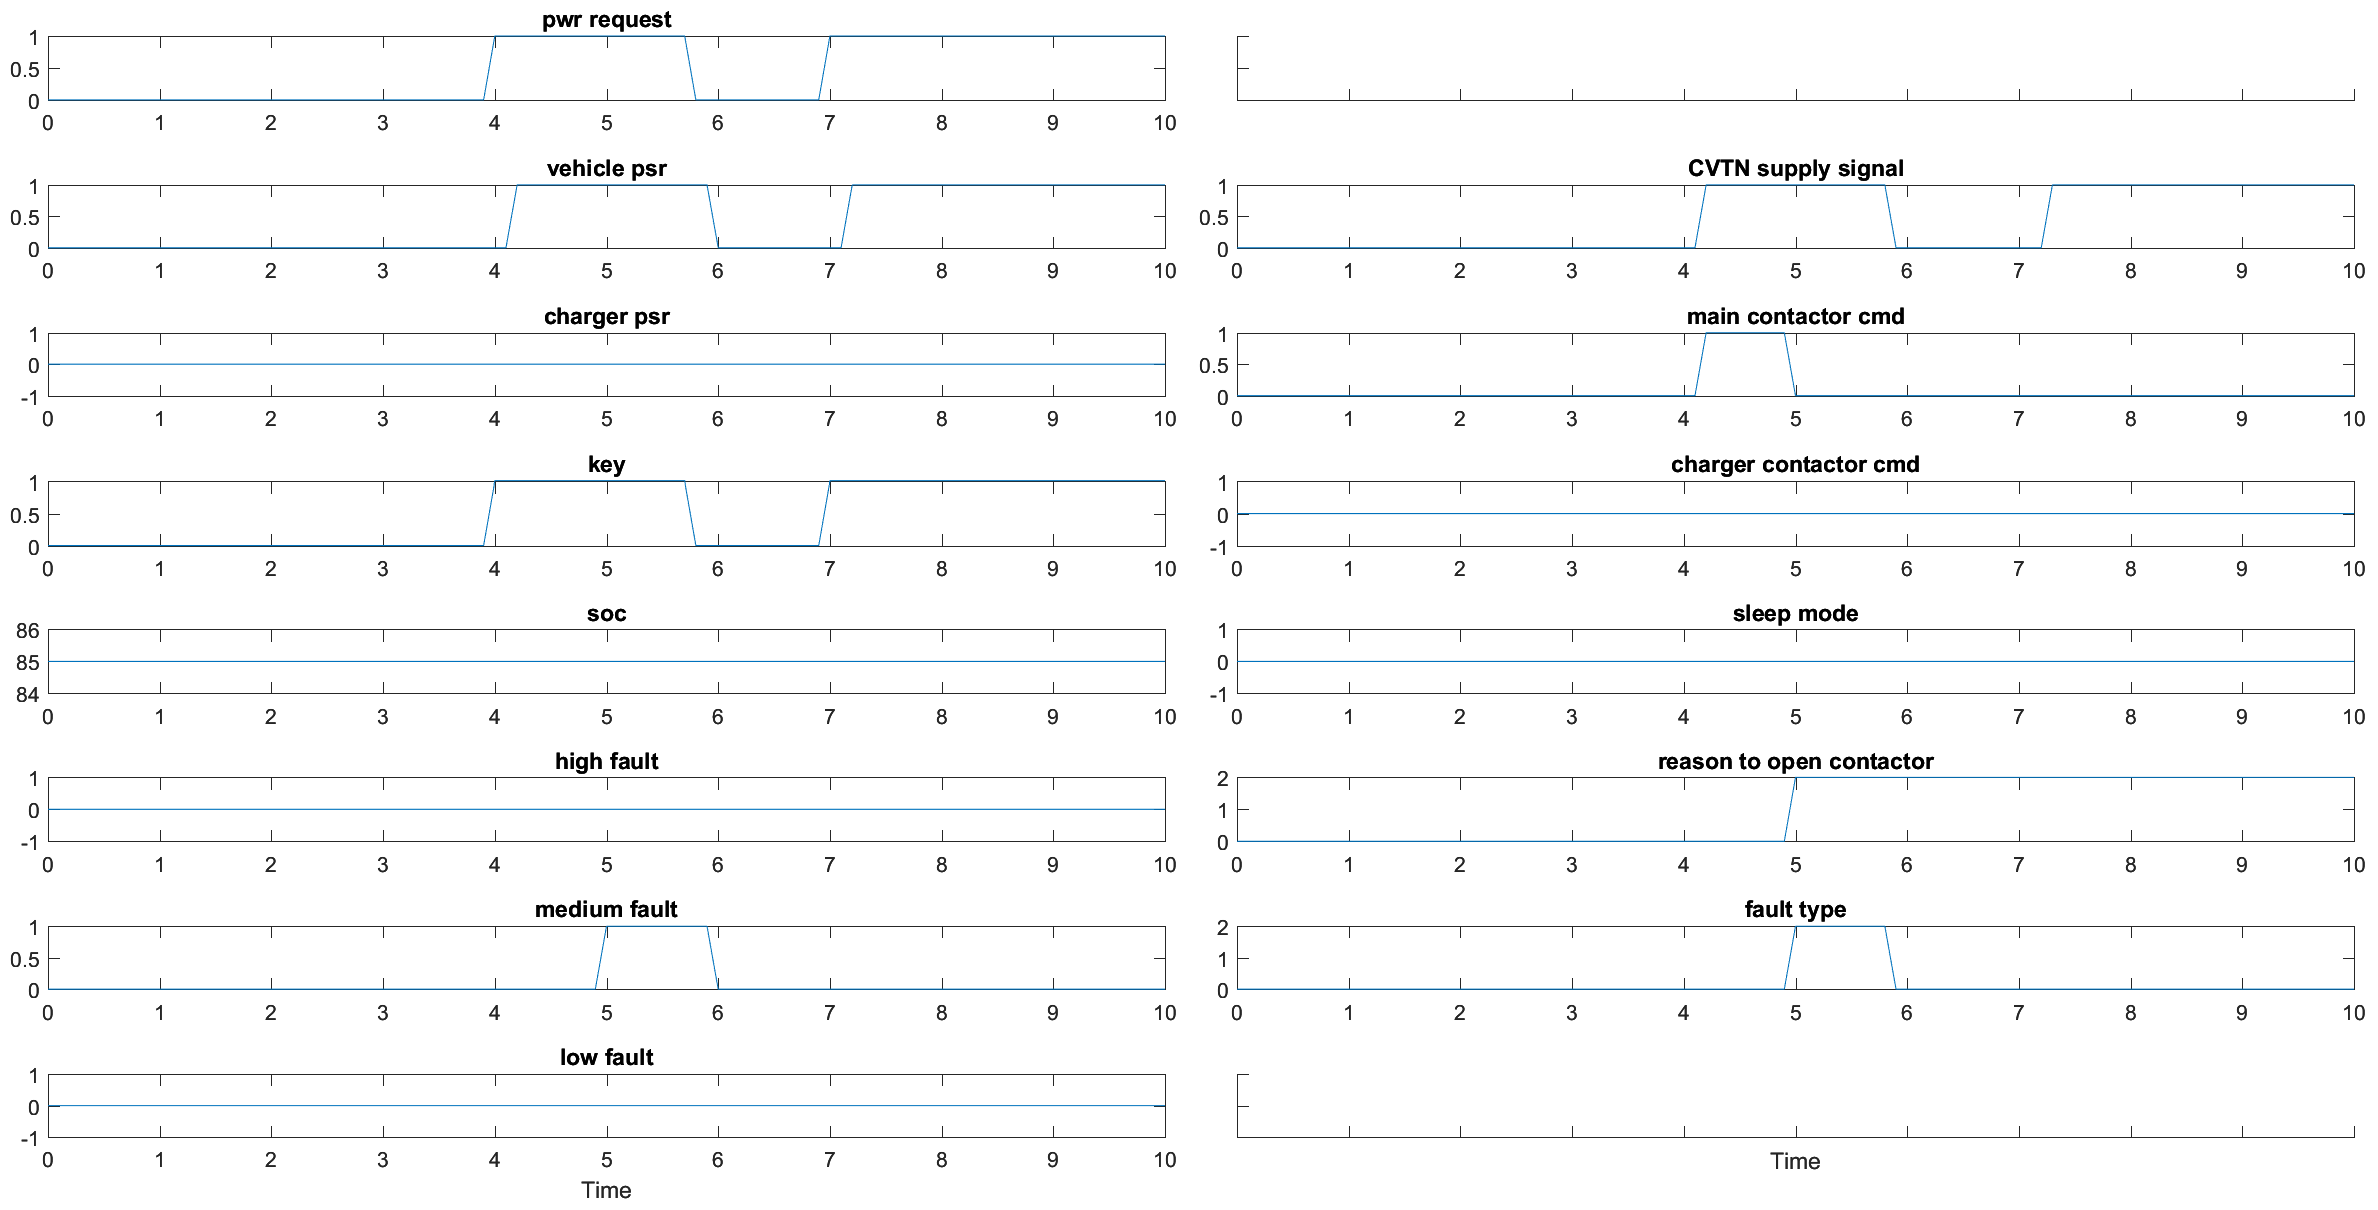 pwr request
1
0.5
0
0 1 2 3 4 5 6 7 8 9 10
vehicle psr
1
0.5
0
0 1 2 3 4 5 6 7 8 9 10
charger psr
1
0
-1
0 1 2 3 4 5 6 7 8 9 10
key
1
0.5
0
0 1 2 3 4 5 6 7 8 9 10
soc
86
85
84
0 1 2 3 4 5 6 7 8 9 10
high fault
1
0
-1
0 1 2 3 4 5 6 7 8 9 10
medium fault
1
0.5
0
0 1 2 3 4 5 6 7 8 9 10
low fault
1
0
-1
0 1 2 3 4 5 6 7 8 9 10
Time
CVTN supply signal
1
0.5
0
0 1 2 3 4 5 6 7 8 9 10
main contactor cmd
1
0.5
0
0 1 2 3 4 5 6 7 8 9 10
charger contactor cmd
1
0
-1
0 1 2 3 4 5 6 7 8 9 10
sleep mode
1
0
-1
0 1 2 3 4 5 6 7 8 9 10
reason to open contactor
2
1
0
0 1 2 3 4 5 6 7 8 9 10
fault type
2
1
0
0 1 2 3 4 5 6 7 8 9 10
Time